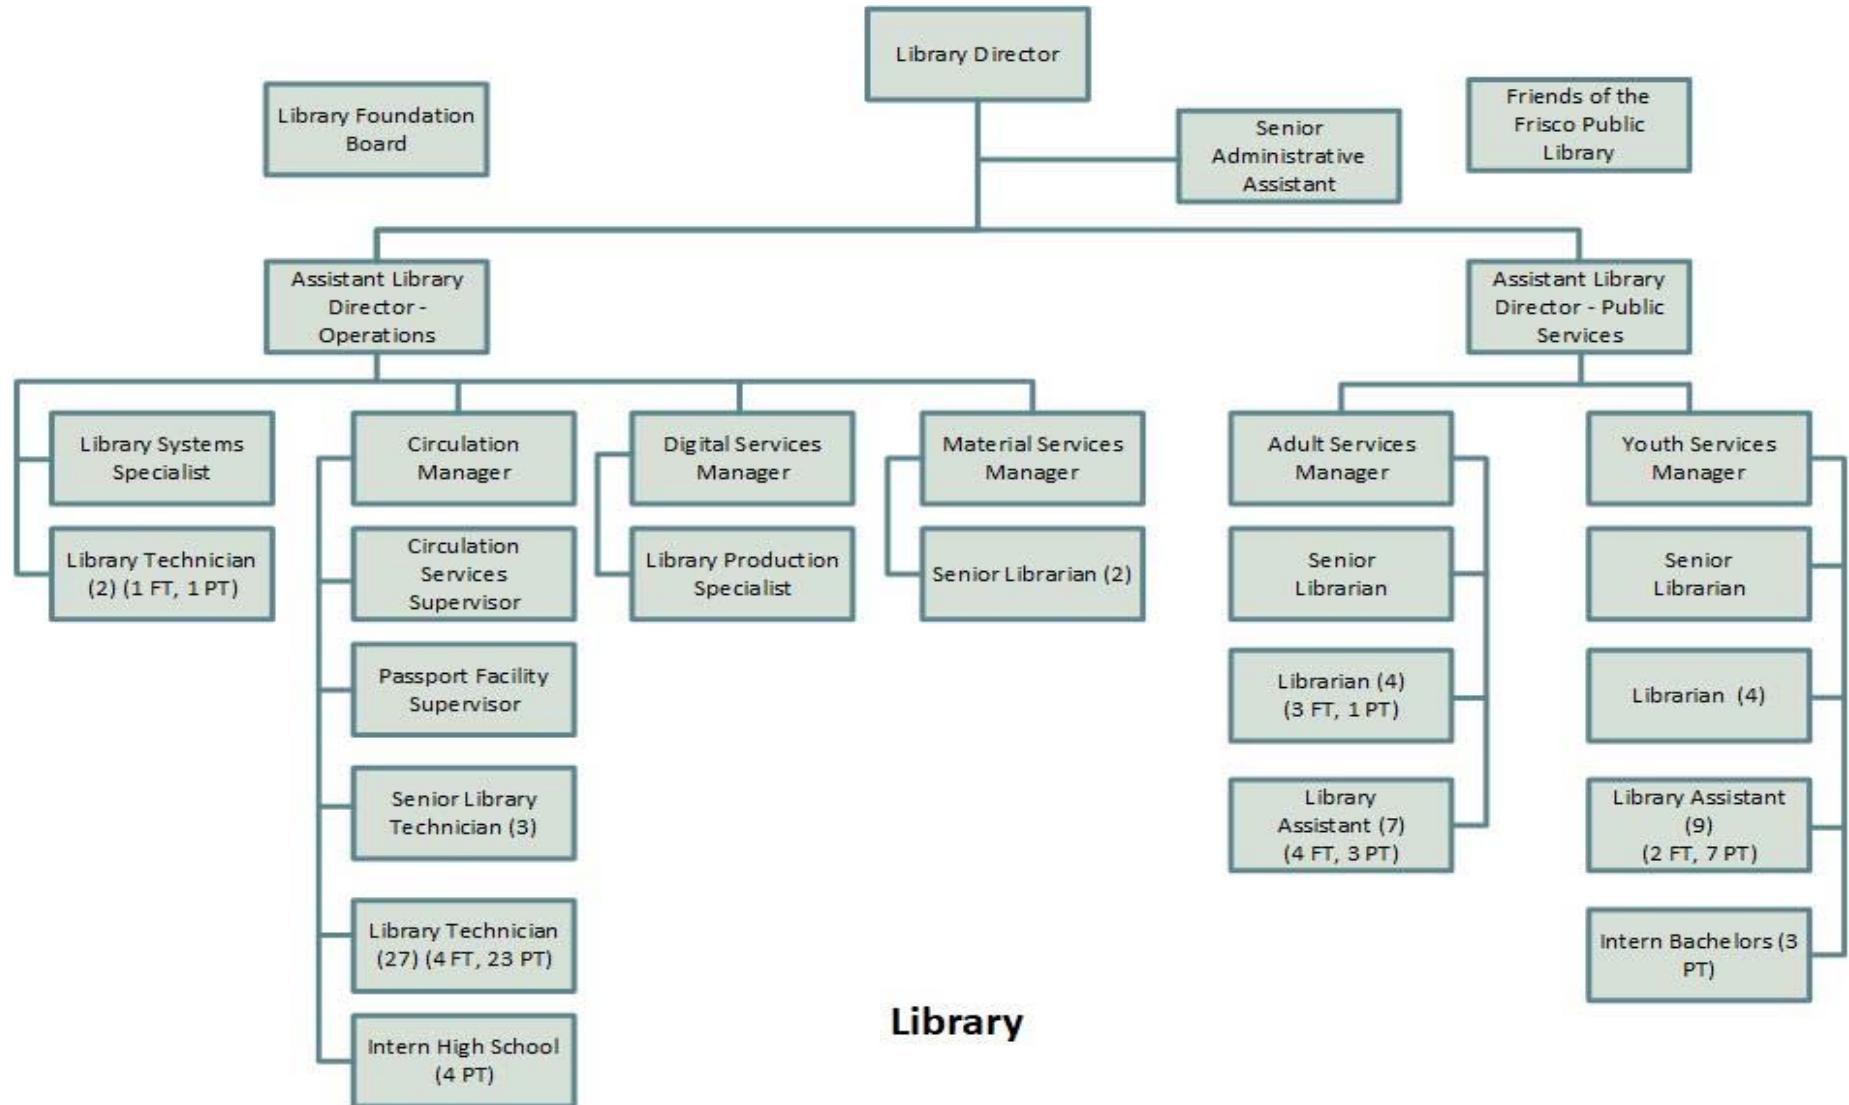 Library Director
Library Foundation
Board
Senior
Administrative
Assistant
Friends of the
Frisco Public
Library
Assistant Library
Director -
Operations
Assistant Library
Director - Public
Services
Library Systems
Specialist
Library Technician
(2) (1 FT, 1 PT)
Circulation
Manager
Circulation
Services
Supervisor
Passport Facility
Supervisor
Senior Library
Technician (3)
Library Technician
(27) (4 FT, 23 PT)
Intern High School
(4 PT)
Digital Services
Manager
Library Production
Specialist
Material Services
Manager
Senior Librarian (2)
Adult Services
Manager
Senior
Librarian
Librarian (4)
(3 FT, 1 PT)
Library
Assistant (7)
(4 FT, 3 PT)
Youth Services
Manager
Senior
Librarian
Librarian (4)
Library Assistant
(9)
(2 FT, 7 PT)
Intern Bachelors (3
PT)
Library